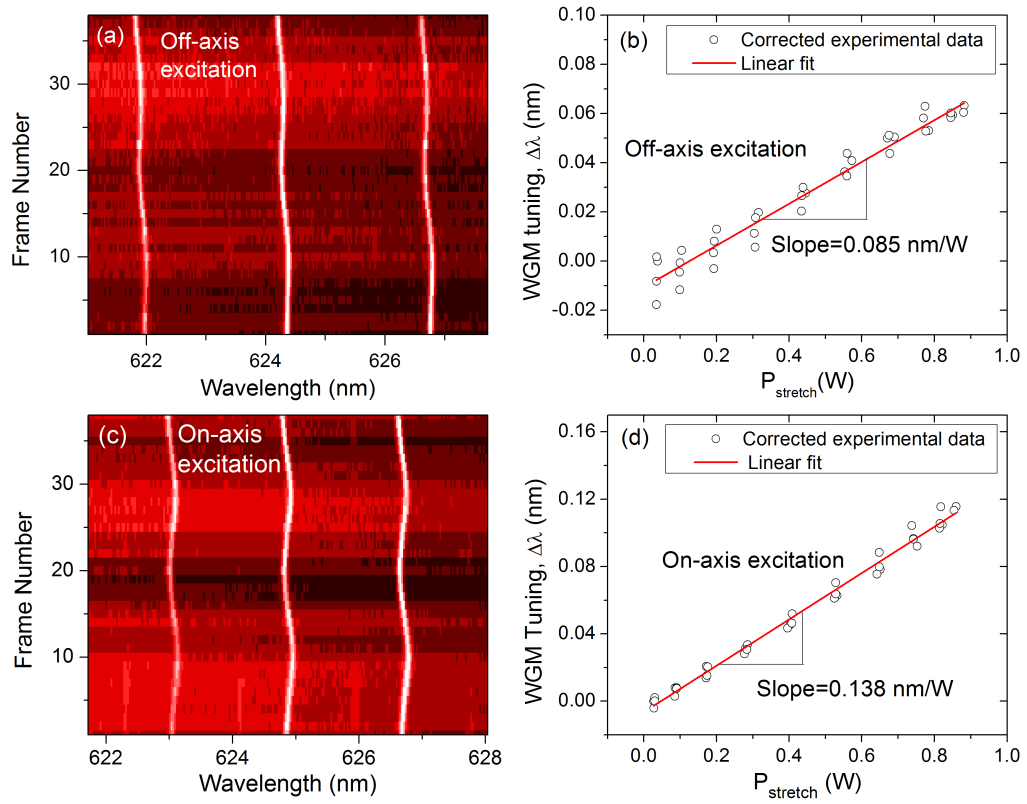 (a)
Off-axis
excitation
30
20
10
Frame Number
622
624
626
Wavelength (nm)
(b)
Corrected experimental data
Linear fit
0.10
0.08
0.06
0.04
0.02
0.00
-0.02
WGM tuning, Δλ (nm)
Off-axis excitation
Slope=0.085 nm/W
0.0
0.2
0.4
0.6
0.8
1.0
Pstretch(W)
(c)
On-axis
excitation
30
20
10
Frame Number
622
624
626
628
Wavelength (nm)
(d)
Corrected experimental data
Linear fit
0.16
0.12
0.08
0.04
0.00
WGM Tuning, Δλ (nm)
On-axis excitation
Slope=0.138 nm/W
0.0
0.2
0.4
0.6
0.8
1.0
Pstretch(W)